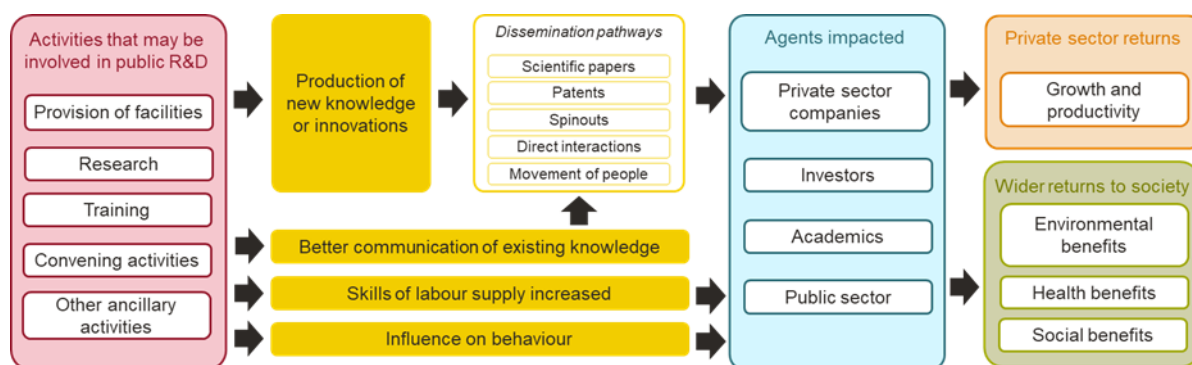 Activities that may be
involved in public R&D
Provision of facilities
Research
Training
Convening activities
Other ancillary
activities
Production of
new knowledge
or innovations
Dissemination pathways
Scientific papers
Patents
Spinouts
Direct interactions
Movement of people
Better communication of existing knowledge
Skills of labour supply increased
Influence on behaviour
Agents impacted
Private sector
companies
Investors
Academics
Public sector
Private sector returns
Growth and
productivity
Wider returns to society
Environmental
benefits
Health benefits
Social benefits